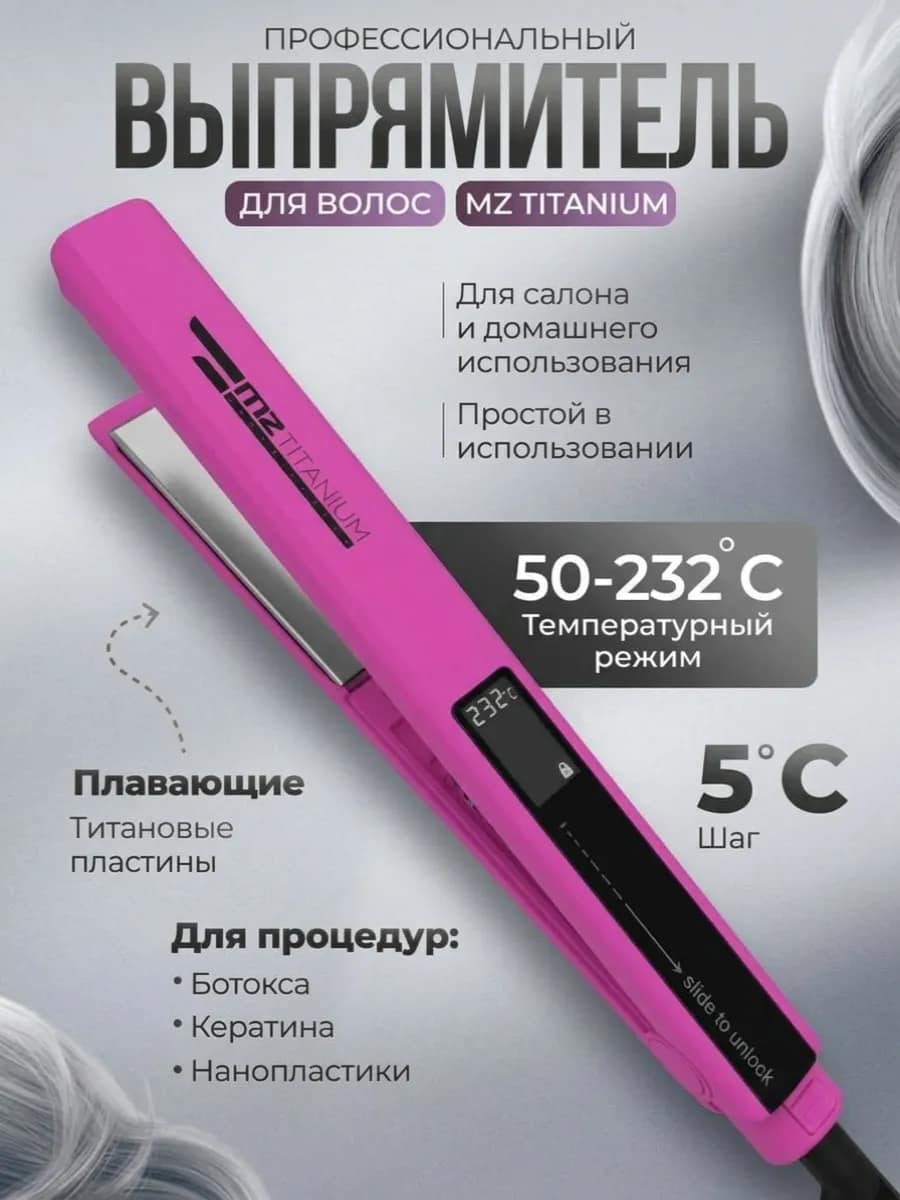 ПРОФЕССИОНАЛЬНЫЙ
ВЫПРЯМИТЕЛЬ
ДЛЯ ВОЛОС
MZ TITANIUM
Для салона
и домашнего
использования
Простой в
использовании
mz TITANIUM
50-232°C
Температурный
режим
232°C
5°C
Шаг
Плавающие
Титановые
пластины
slide to unlock
Для процедур:
• Ботокса
• Кератина
• Нанопластики